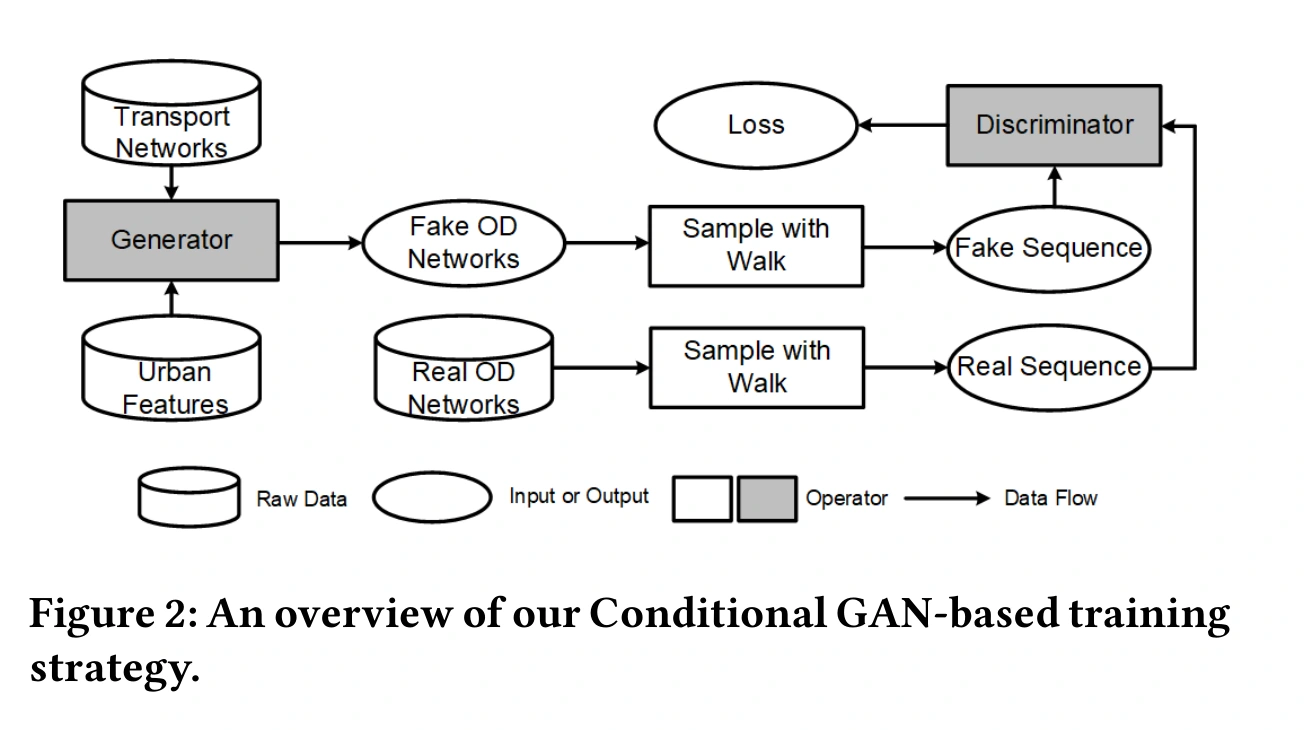 Transport
Networks
Loss
Discriminator
Generator
Fake OD
Networks
Sample with
Walk
Fake Sequence
Urban
Features
Real OD
Networks
Sample with
Walk
Real Sequence
Raw Data
Input or Output
Operator
Data Flow
Figure 2: An overview of our Conditional GAN-based training
strategy.